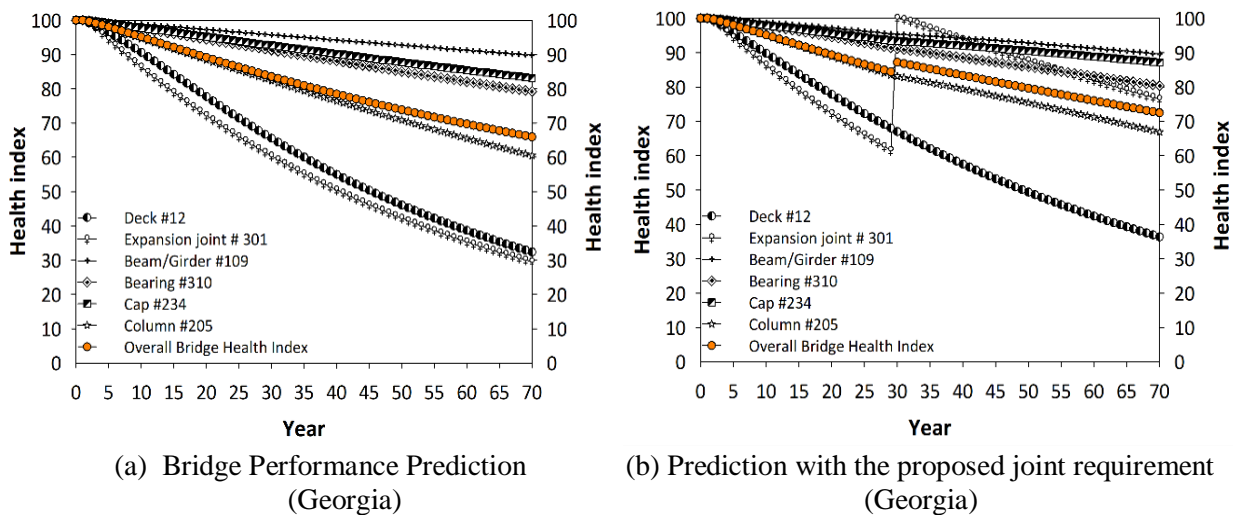 100
90
80
70
60
50
40
30
20
10
0
Health index
Deck #12
Expansion joint # 301
Beam/Girder #109
Bearing #310
Cap #234
Column #205
Overall Bridge Health Index
0 5 10 15 20 25 30 35 40 45 50 55 60 65 70
Year
100
90
80
70
60
50
40
30
20
10
0
Health index
(a) Bridge Performance Prediction
(Georgia)
100
90
80
70
60
50
40
30
20
10
0
Health index
Deck #12
Expansion joint # 301
Beam/Girder #109
Bearing #310
Cap #234
Column #205
Overall Bridge Health Index
0 5 10 15 20 25 30 35 40 45 50 55 60 65 70
Year
100
90
80
70
60
50
40
30
20
10
0
Health index
(b) Prediction with the proposed joint requirement
(Georgia)